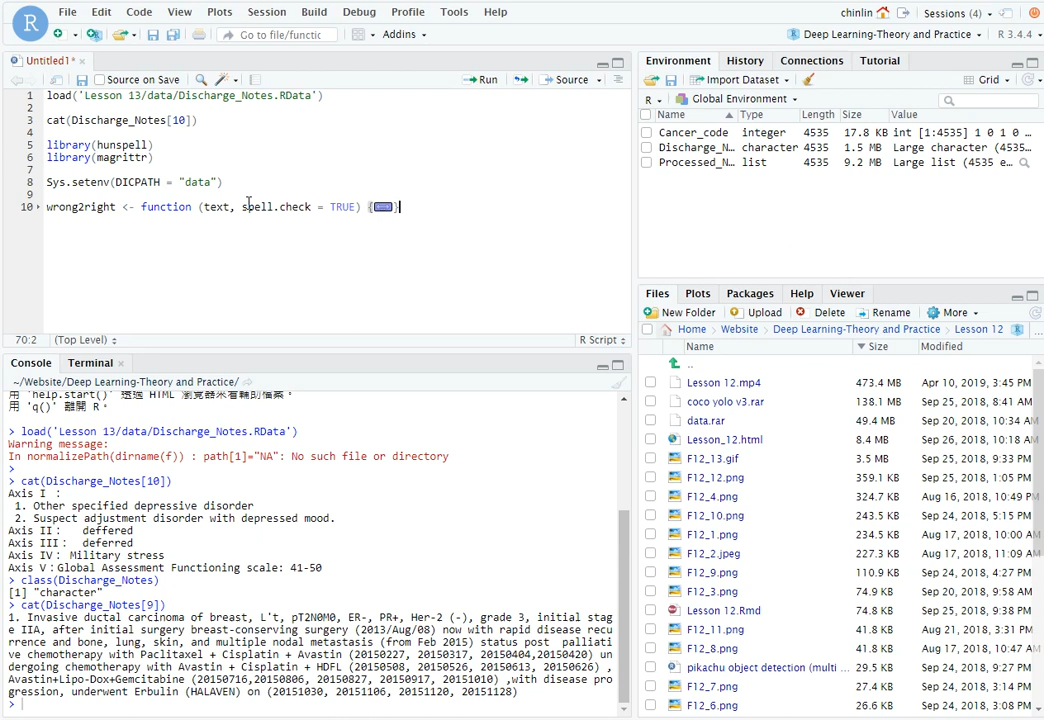 File Edit Code View Plots Session Build Debug Profile Tools Help
chinlin Sessions (4)
R Go to file/functic Addins Deep Learning-Theory and Practice R 3.4.4
Untitled1*
Source on Save Run Source
1 load('Lesson 13/data/Discharge_Notes.RData')
2
3 cat(Discharge_Notes[10])
4
5 library(hunspell)
6 library(magrittr)
7
8 Sys.setenv(DICPATH = "data")
9
10 wrong2right <- function (text, spell.check = TRUE) {...}
70:2 (Top Level) R Script
Console Terminal
~/Website/Deep Learning-Theory and Practice/
用 'q()' 離開 R。
> load('Lesson 13/data/Discharge_Notes.RData')
Warning message:
In normalizePath(dirname(f)) : path[1]="NA": No such file or directory
>
> cat(Discharge_Notes[10])
Axis I :
1. Other specified depressive disorder
2. Suspect adjustment disorder with depressed mood.
Axis II： deffered
Axis III： deferred
Axis IV： Military stress
Axis V：Global Assessment Functioning scale: 41-50
> class(Discharge_Notes)
[1] "character"
> cat(Discharge_Notes[9])
1. Invasive ductal carcinoma of breast, L't, pT2N0M0, ER-, PR+, Her-2 (-), grade 3, initial stag
e IIA, after initial surgery breast-conserving surgery (2013/Aug/08) now with rapid disease recu
rrence and bone, lung, skin, and multiple nodal metastasis (from Feb 2015) status post palliati
ve chemotherapy with Paclitaxel + Cisplatin + Avastin (20150227, 20150317, 20150404,20150420) un
dergoing chemotherapy with Avastin + Cisplatin + HDFL (20150508, 20150526, 20150613, 20150626) ,
Avastin+Lipo-Dox+Gemcitabine (20150716,20150806, 20150827, 20150917, 20151010) ,with disease pro
gression, underwent Erbulin (HALAVEN) on (20151030, 20151106, 20151120, 20151128)
>
Environment History Connections Tutorial
Import Dataset Grid
R Global Environment
Name Type Length Size Value
Cancer_code integer 4535 17.8 KB int [1:4535] 1 0 1 0 …
Discharge_N… character 4535 1.5 MB Large character (4535…
Processed_N… list 4535 9.2 MB Large list (4535 e…
Files Plots Packages Help Viewer
New Folder Upload Delete Rename More
Home Website Deep Learning-Theory and Practice Lesson 12 ...
Name Size Modified
..
Lesson 12.mp4 473.4 MB Apr 10, 2019, 3:45 PM
coco yolo v3.rar 138.1 MB Sep 25, 2018, 8:41 AM
data.rar 49.4 MB Sep 20, 2018, 10:34 AM
Lesson_12.html 8.4 MB Sep 26, 2018, 10:18 AM
F12_13.gif 3.5 MB Sep 25, 2018, 9:33 PM
F12_12.png 359.1 KB Sep 25, 2018, 1:05 PM
F12_4.png 324.7 KB Aug 16, 2018, 10:49 PM
F12_10.png 243.5 KB Sep 24, 2018, 5:15 PM
F12_1.png 234.5 KB Aug 17, 2018, 10:00 AM
F12_2.jpeg 227.3 KB Aug 17, 2018, 11:09 AM
F12_9.png 110.9 KB Sep 24, 2018, 4:27 PM
F12_3.png 74.9 KB Sep 20, 2018, 9:58 PM
Lesson 12.Rmd 74.8 KB Sep 25, 2018, 9:38 PM
F12_11.png 41.8 KB Aug 21, 2018, 3:31 PM
F12_8.png 41.8 KB Aug 17, 2018, 10:47 AM
pikachu object detection (multi ... 29.5 KB Sep 24, 2018, 9:27 PM
F12_7.png 27.4 KB Sep 24, 2018, 3:14 PM
F12_6.png 26.6 KB Sep 24, 2018, 3:08 PM